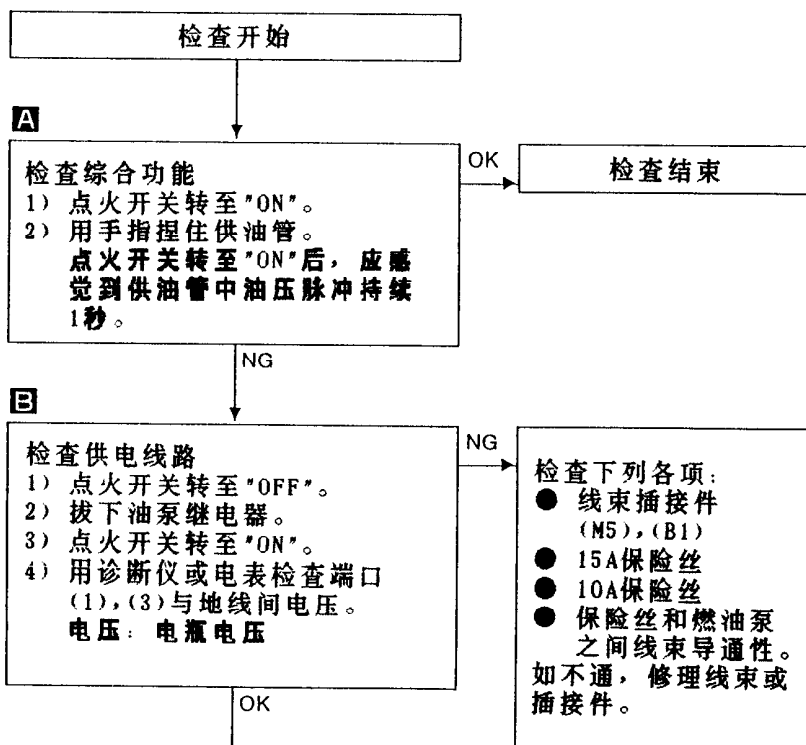 检查开始
A
检查综合功能
1) 点火开关转至"ON"。
2) 用手指捏住供油管。
点火开关转至"ON"后，应感
觉到供油管中油压脉冲持续
1秒。
OK
检查结束
NG
B
检查供电线路
1) 点火开关转至"OFF"。
2) 拔下油泵继电器。
3) 点火开关转至"ON"。
4) 用诊断仪或电表检查端口
(1),(3)与地线间电压。
电压：电瓶电压
NG
检查下列各项:
● 线束插接件
(M5),(B1)
● 15A保险丝
● 10A保险丝
● 保险丝和燃油泵
之间线束导通性。
如不通，修理线束或
插接件。
OK